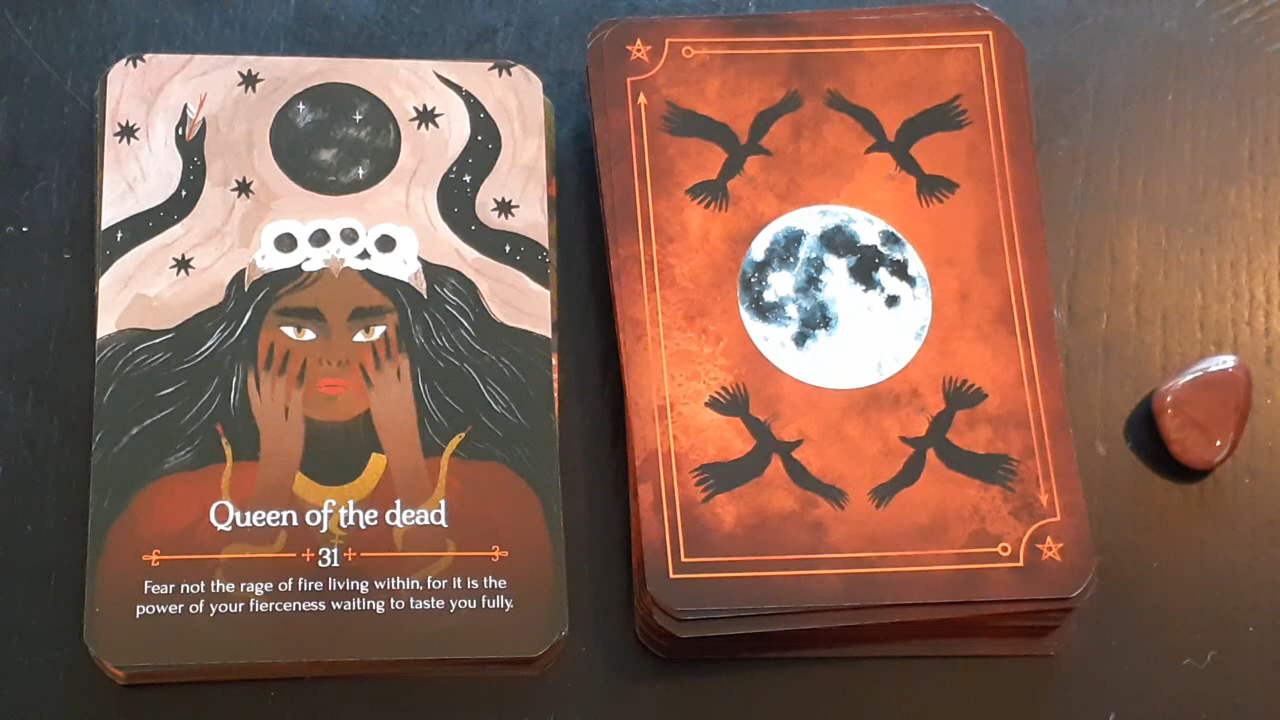 Queen of the dead
31
Fear not the rage of fire living within, for it is the
power of your fierceness waiting to taste you fully.